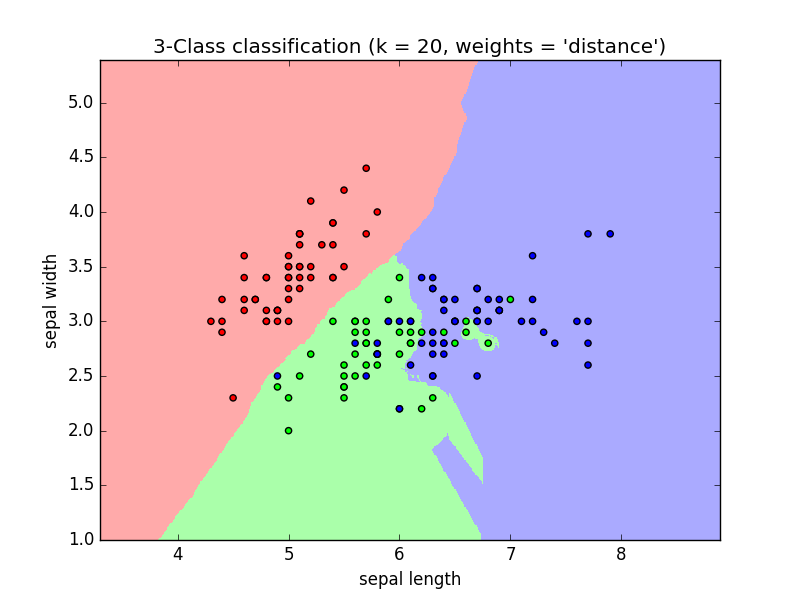 3-Class classification (k = 20, weights = 'distance')
sepal width
5.0
4.5
4.0
3.5
3.0
2.5
2.0
1.5
1.0
4 5 6 7 8
sepal length